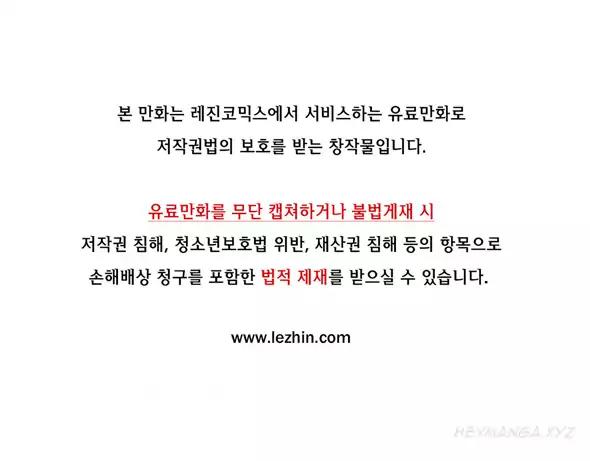 본 만화는 레진코믹스에서 서비스하는 유료만화로
저작권법의 보호를 받는 창작물입니다.
유료만화를 무단 캡쳐하거나 불법게재 시
저작권 침해, 청소년보호법 위반, 재산권 침해 등의 항목으로
손해배상 청구를 포함한 법적 제재를 받으실 수 있습니다.
www.lezhin.com
HEYMANGA.XYZ